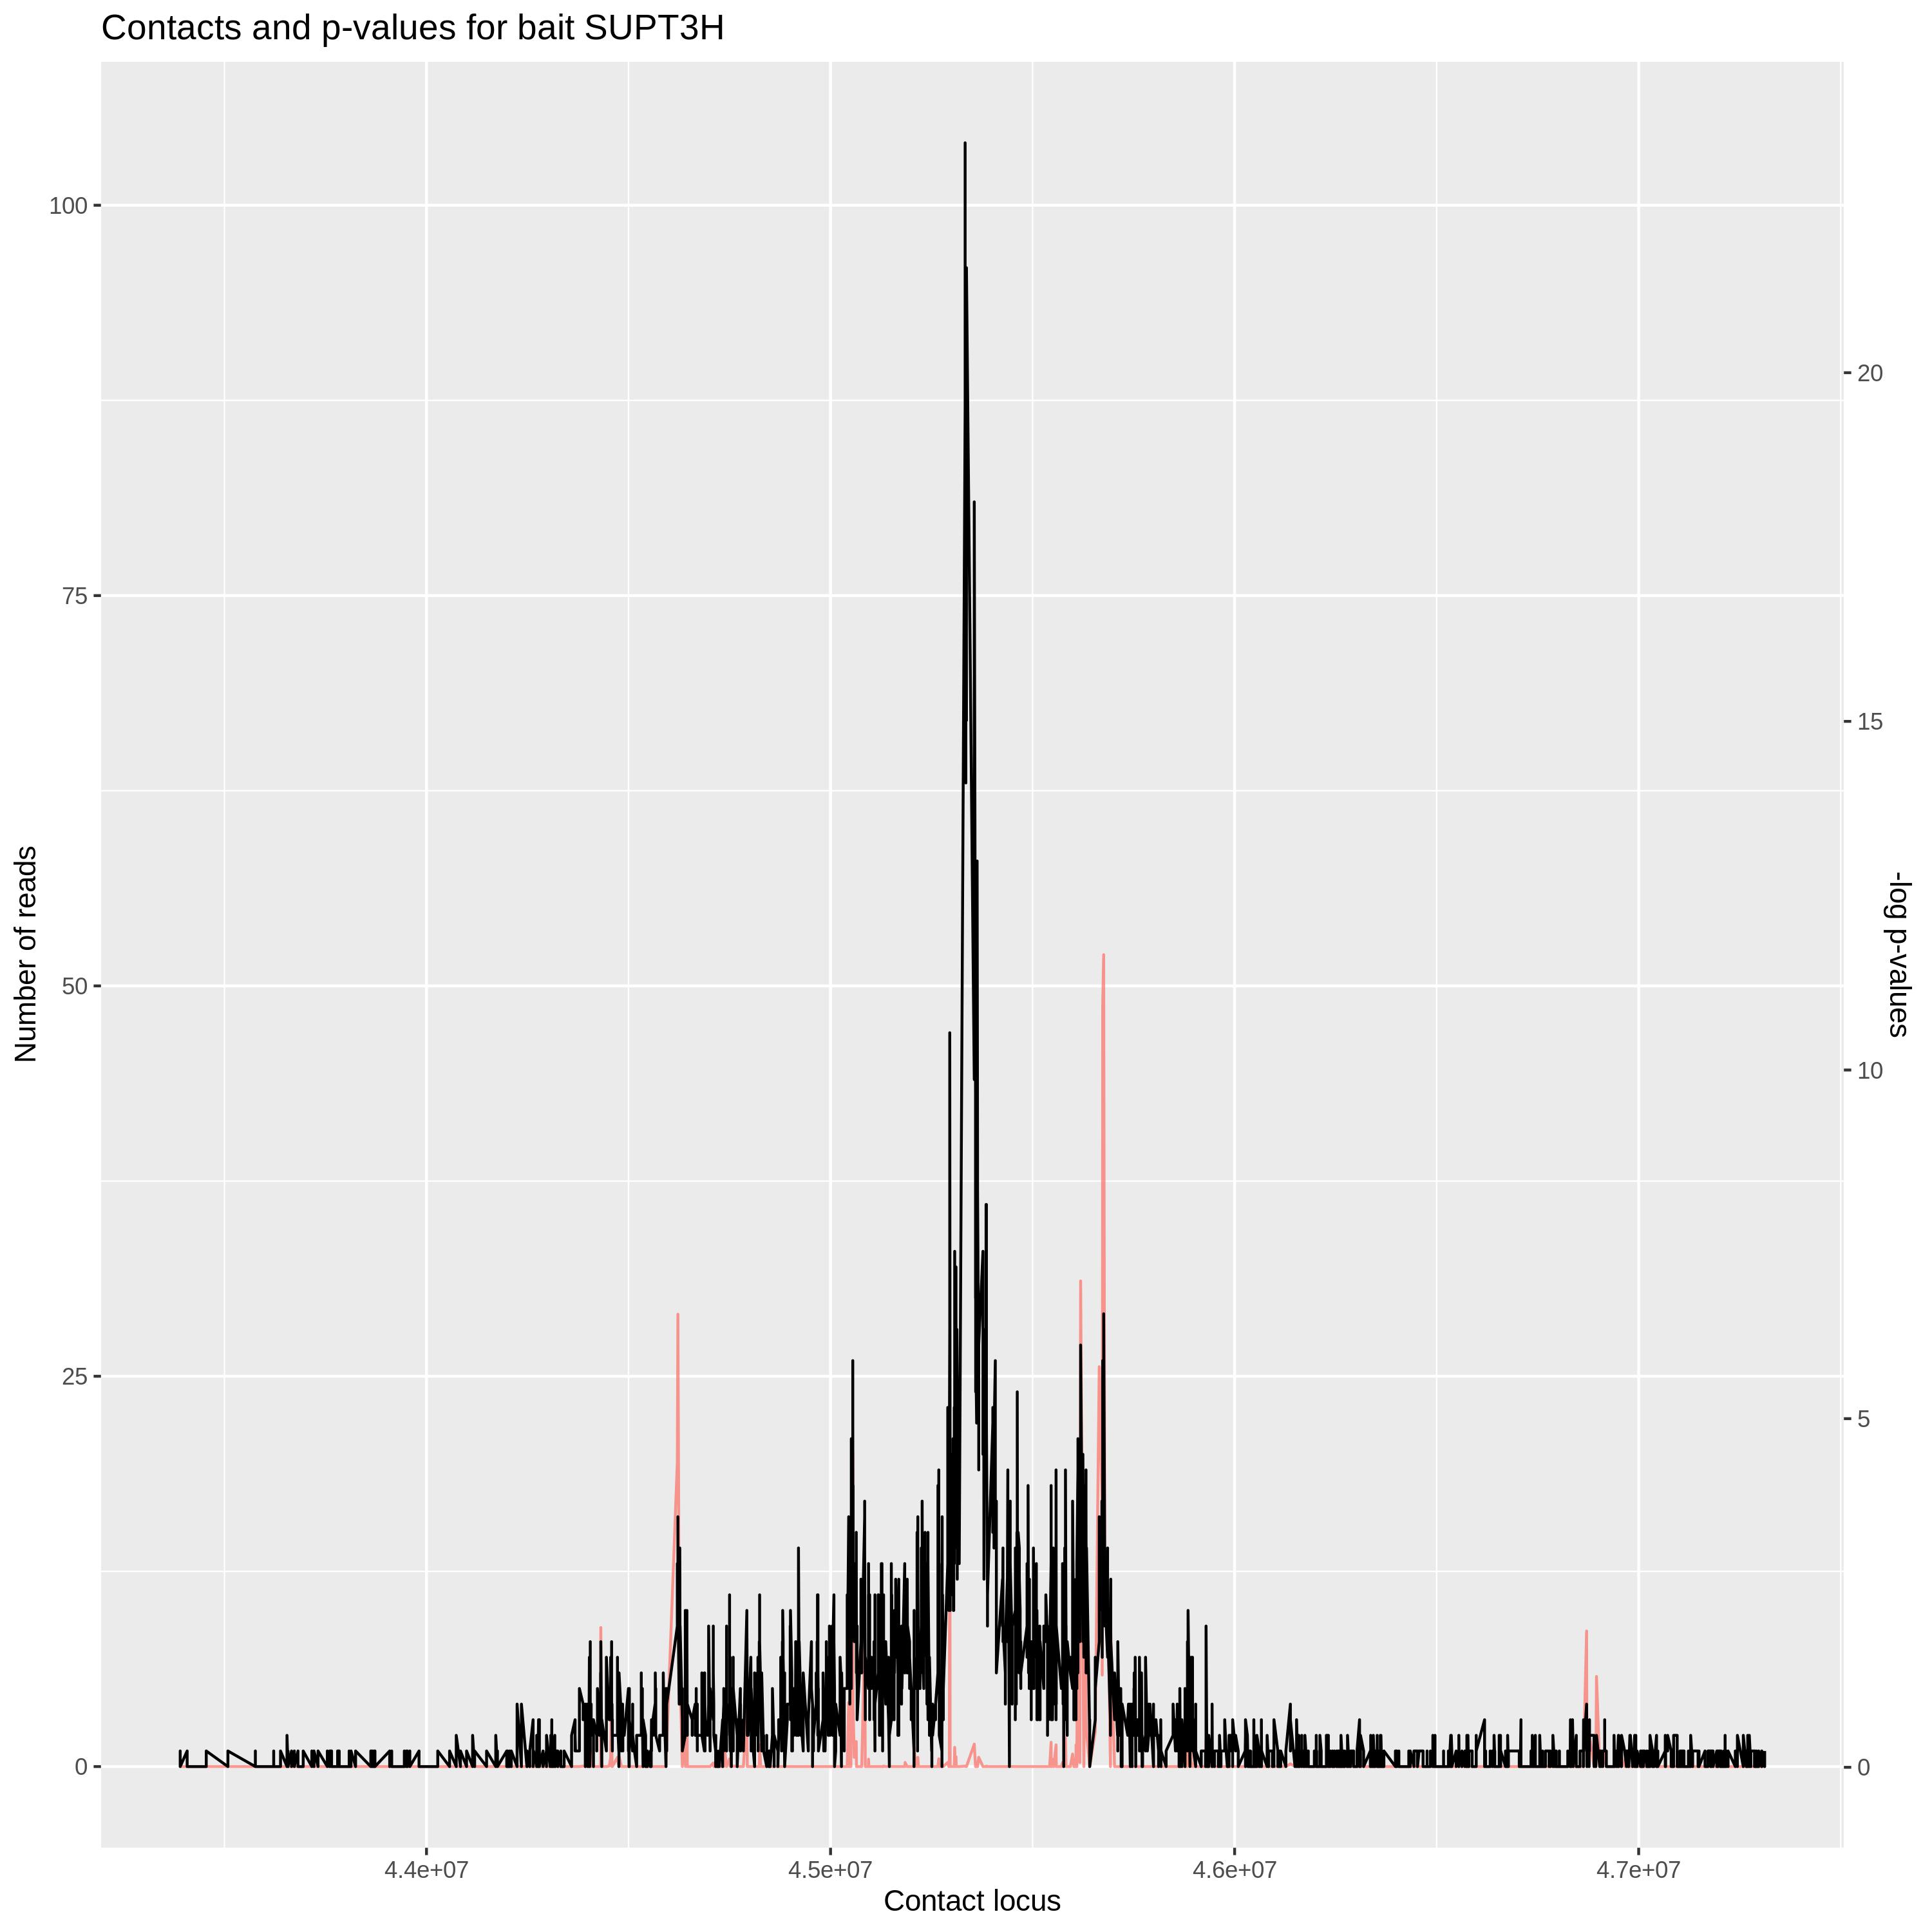 Contacts and p-values for bait SUPT3H
100
75
50
25
0
Number of reads
20
15
10
5
0
-log p-values
4.4e+07
4.5e+07
4.6e+07
4.7e+07
Contact locus